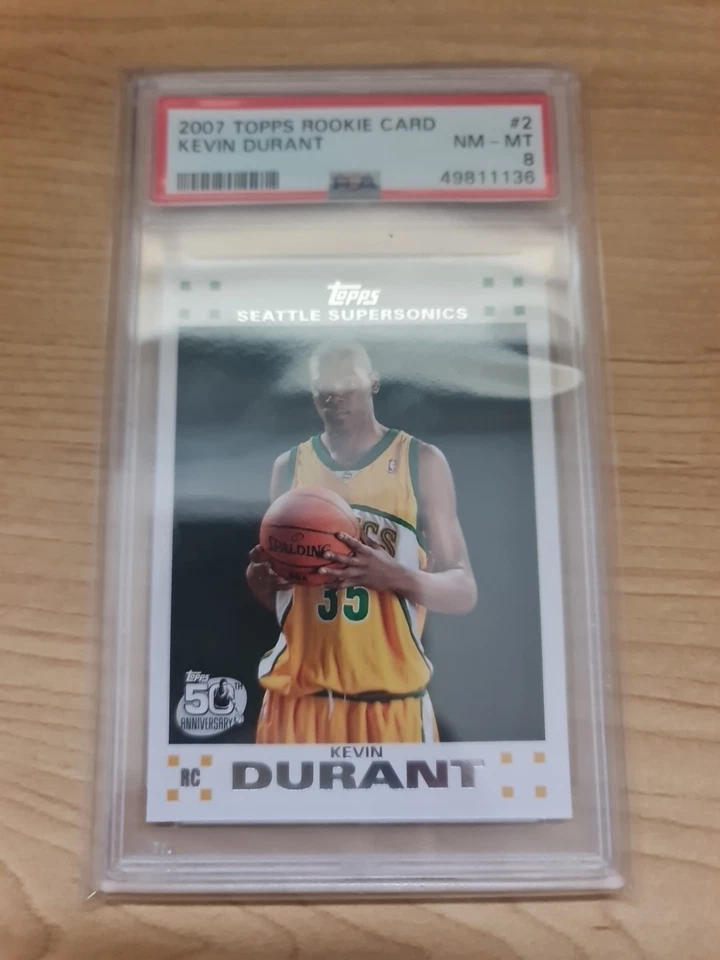 2007 TOPPS ROOKIE CARD #2
KEVIN DURANT NM - MT
8
PSA 49811136
Topps
SEATTLE SUPERSONICS
SPALDING
35
Topps
50TH
ANNIVERSARY
KEVIN
RC DURANT